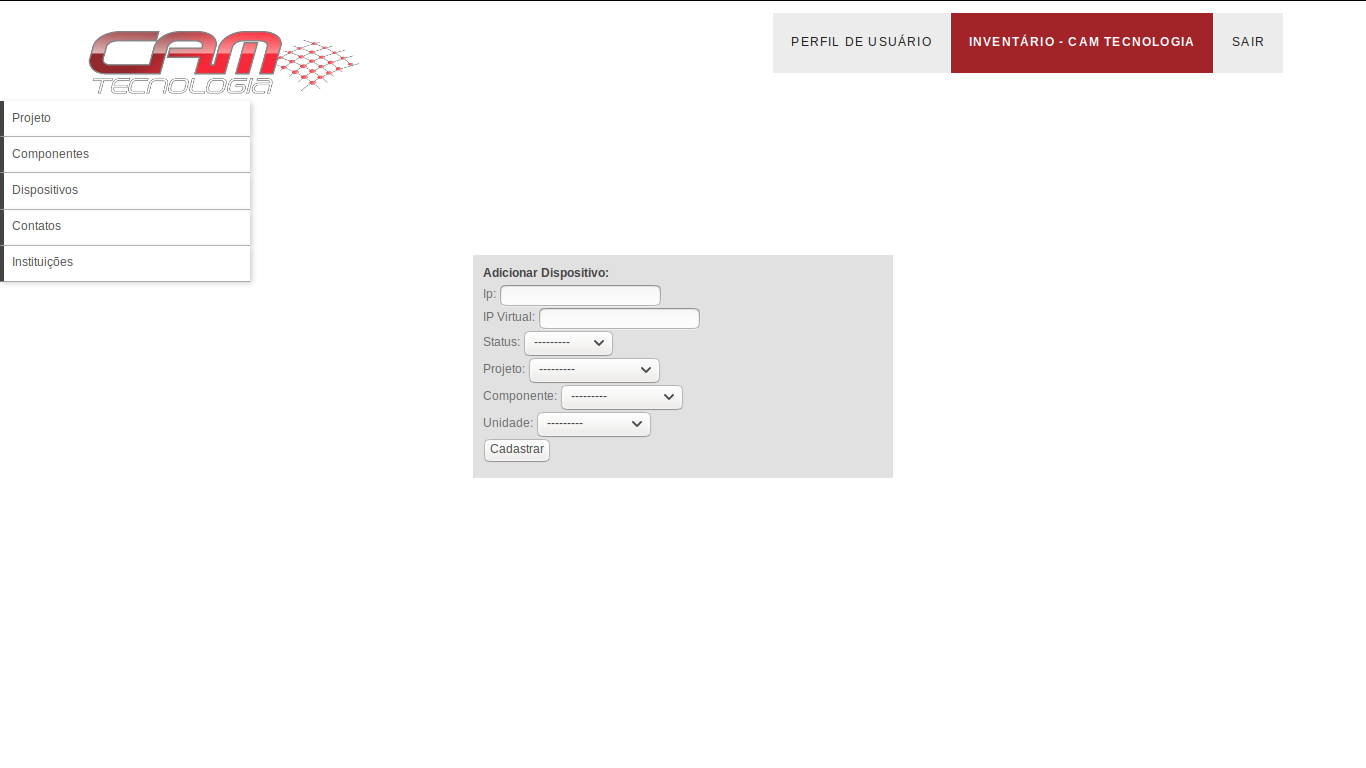 CAM
TECNOLOGIA
PERFIL DE USUÁRIO
INVENTÁRIO - CAM TECNOLOGIA
SAIR
Projeto
Componentes
Dispositivos
Contatos
Instituições
Adicionar Dispositivo:
Ip:
IP Virtual:
Status: ---------
Projeto: ---------
Componente: ---------
Unidade: ---------
Cadastrar